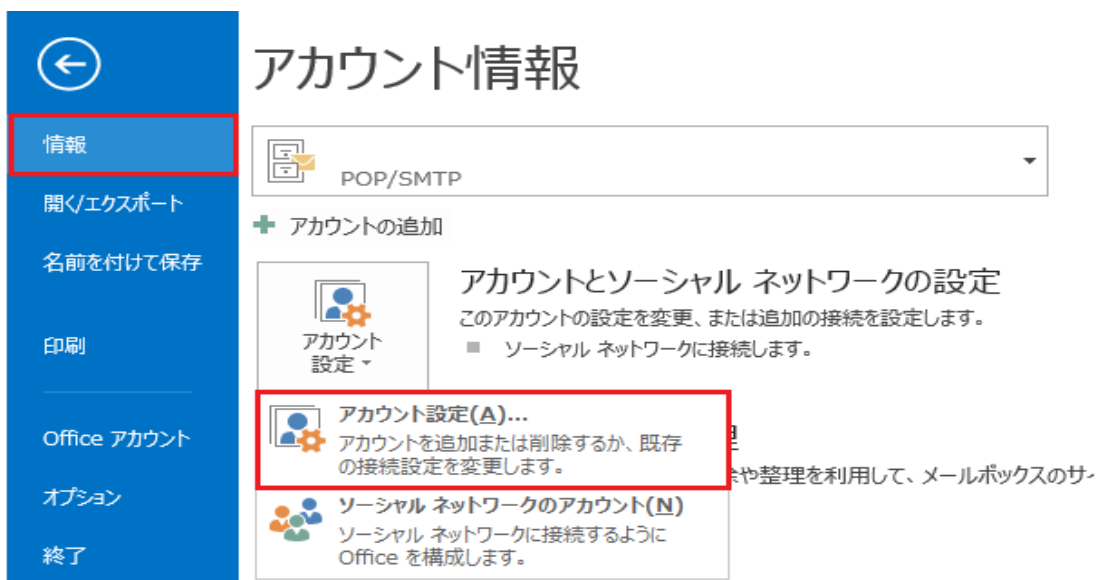 アカウント情報
情報
開く/エクスポート
名前を付けて保存
印刷
Office アカウント
オプション
終了
POP/SMTP
アカウントの追加
アカウント
設定
アカウントとソーシャル ネットワークの設定
このアカウントの設定を変更、または追加の接続を設定します。
ソーシャル ネットワークに接続します。
アカウント設定(A)...
アカウントを追加または削除するか、既存
の接続設定を変更します。
や整理を利用して、メールボックスのサ
ソーシャル ネットワークのアカウント(N)
ソーシャル ネットワークに接続するように
Office を構成します。